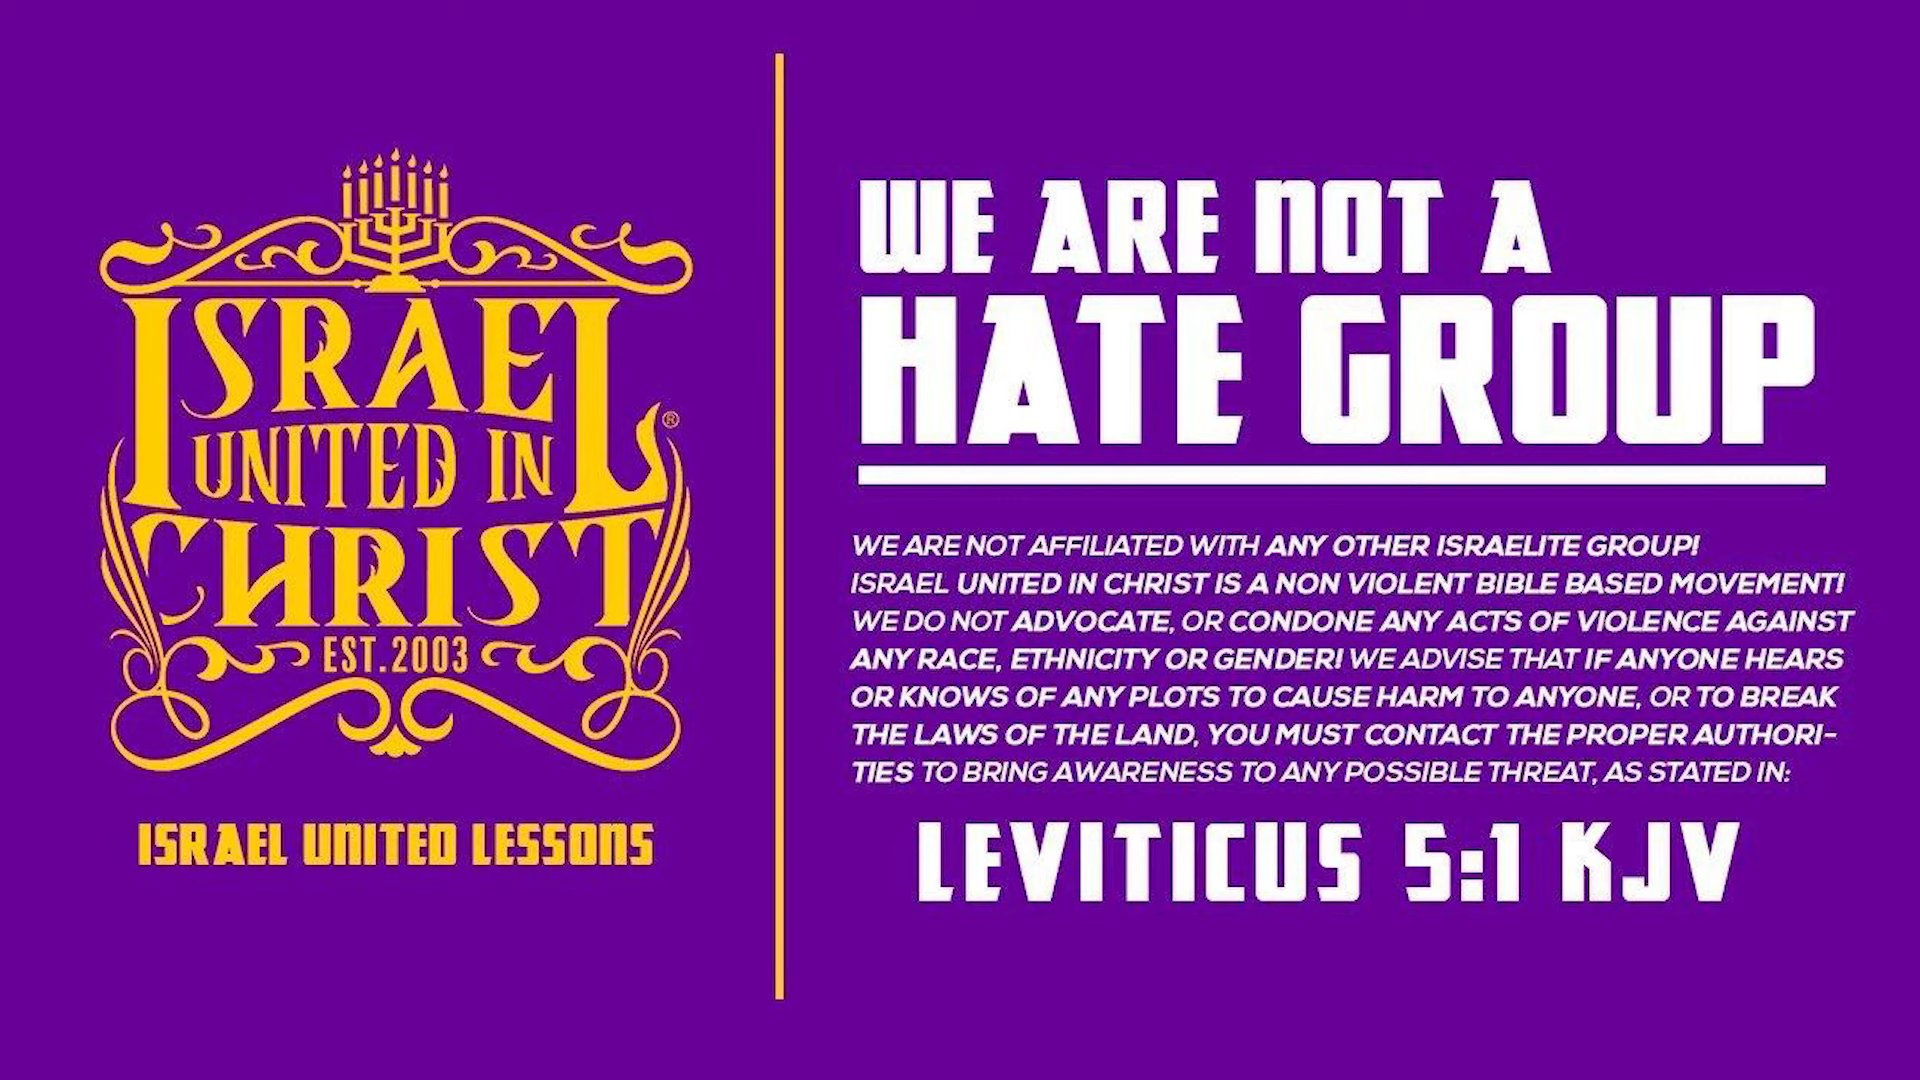 ISRAEL
UNITED IN
CHRIST®
EST.2003
ISRAEL UNITED LESSONS
WE ARE NOT A
HATE GROUP
WE ARE NOT AFFILIATED WITH ANY OTHER ISRAELITE GROUP!
ISRAEL UNITED IN CHRIST IS A NON VIOLENT BIBLE BASED MOVEMENT!
WE DO NOT ADVOCATE, OR CONDONE ANY ACTS OF VIOLENCE AGAINST
ANY RACE, ETHNICITY OR GENDER! WE ADVISE THAT IF ANYONE HEARS
OR KNOWS OF ANY PLOTS TO CAUSE HARM TO ANYONE, OR TO BREAK
THE LAWS OF THE LAND, YOU MUST CONTACT THE PROPER AUTHORI-
TIES TO BRING AWARENESS TO ANY POSSIBLE THREAT, AS STATED IN:
LEVITICUS 5:1 KJV